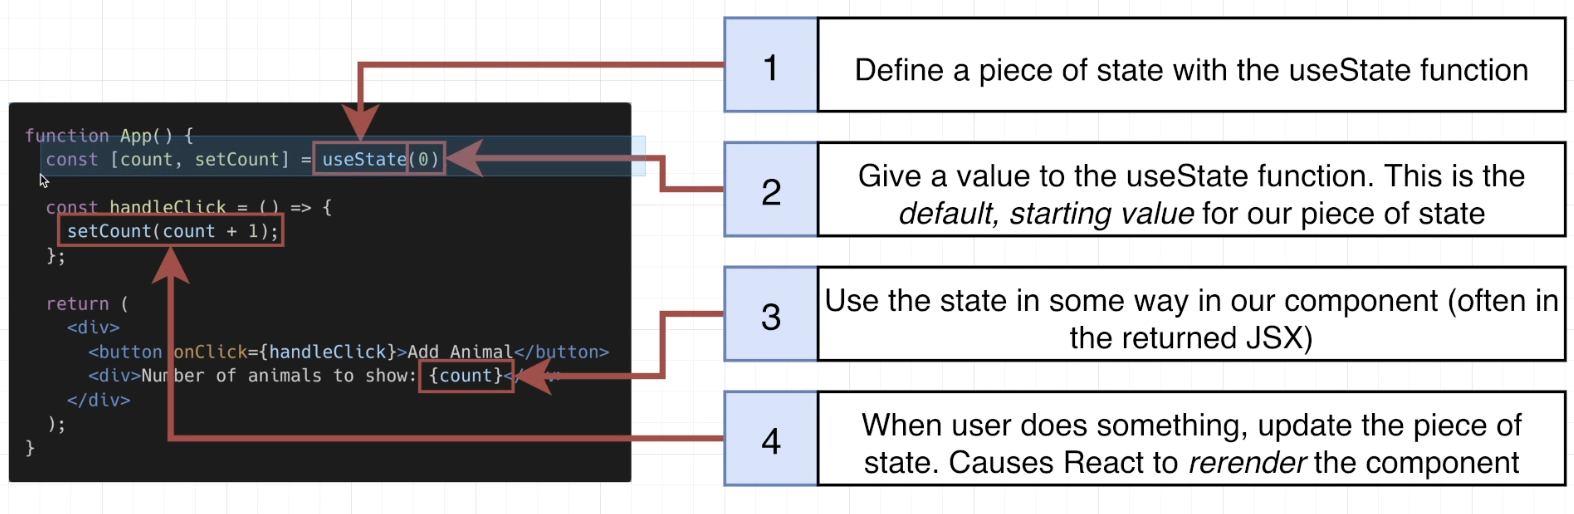 function App() {
const [count, setCount] = useState(0)
const handleClick = () => {
setCount(count + 1);
};
return (
<div>
<button onClick={handleClick}>Add Animal</button>
<div>Number of animals to show: {count}</div>
</div>
);
}
1
Define a piece of state with the useState function
2
Give a value to the useState function. This is the
default, starting value for our piece of state
3
Use the state in some way in our component (often in
the returned JSX)
4
When user does something, update the piece of
state. Causes React to rerender the component